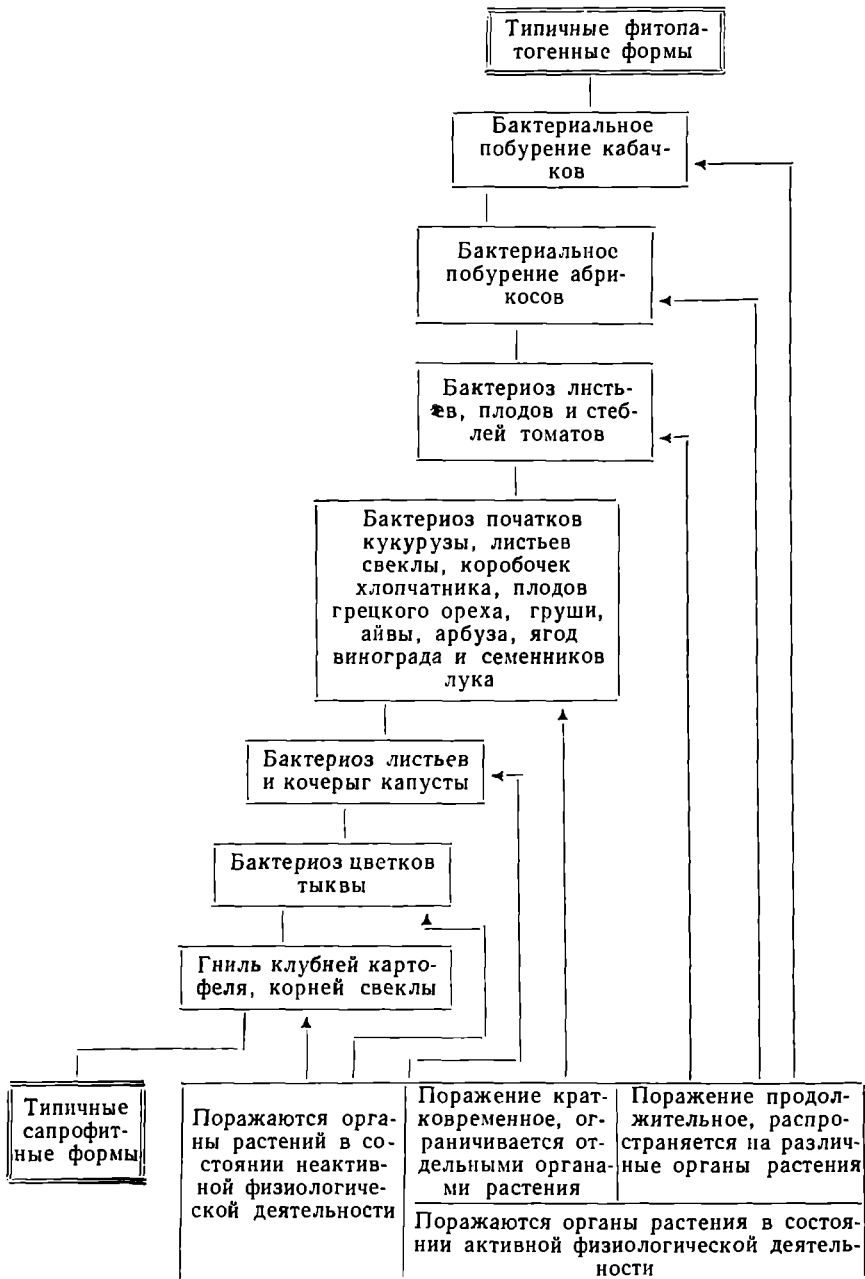 Типичные фитопа-
тогенные формы
Бактериальное
побурение кабач-
ков
Бактериальное
побурение абри-
косов
Бактериоз листь-
ев, плодов и стеб-
лей томатов
Бактериоз початков
кукурузы, листьев
свеклы, коробочек
хлопчатника, плодов
грецкого ореха, груши,
айвы, арбуза, ягод
винограда и семенников
лука
Бактериоз листьев
и кочерыг капусты
Бактериоз цветков
тыквы
Гниль клубней карто-
феля, корней свеклы
Типичные
сапрофит-
ные формы
Поражаются орга-
ны растений в со-
стоянии неактив-
ной физиологиче-
ской деятельности
Поражение крат-
ковременное, ог-
раничивается от-
дельными органа-
ми растения
Поражение продол-
жительное, распро-
страняется на различ-
ные органы растения
Поражаются органы растения в состоя-
нии активной физиологической деятель-
ности